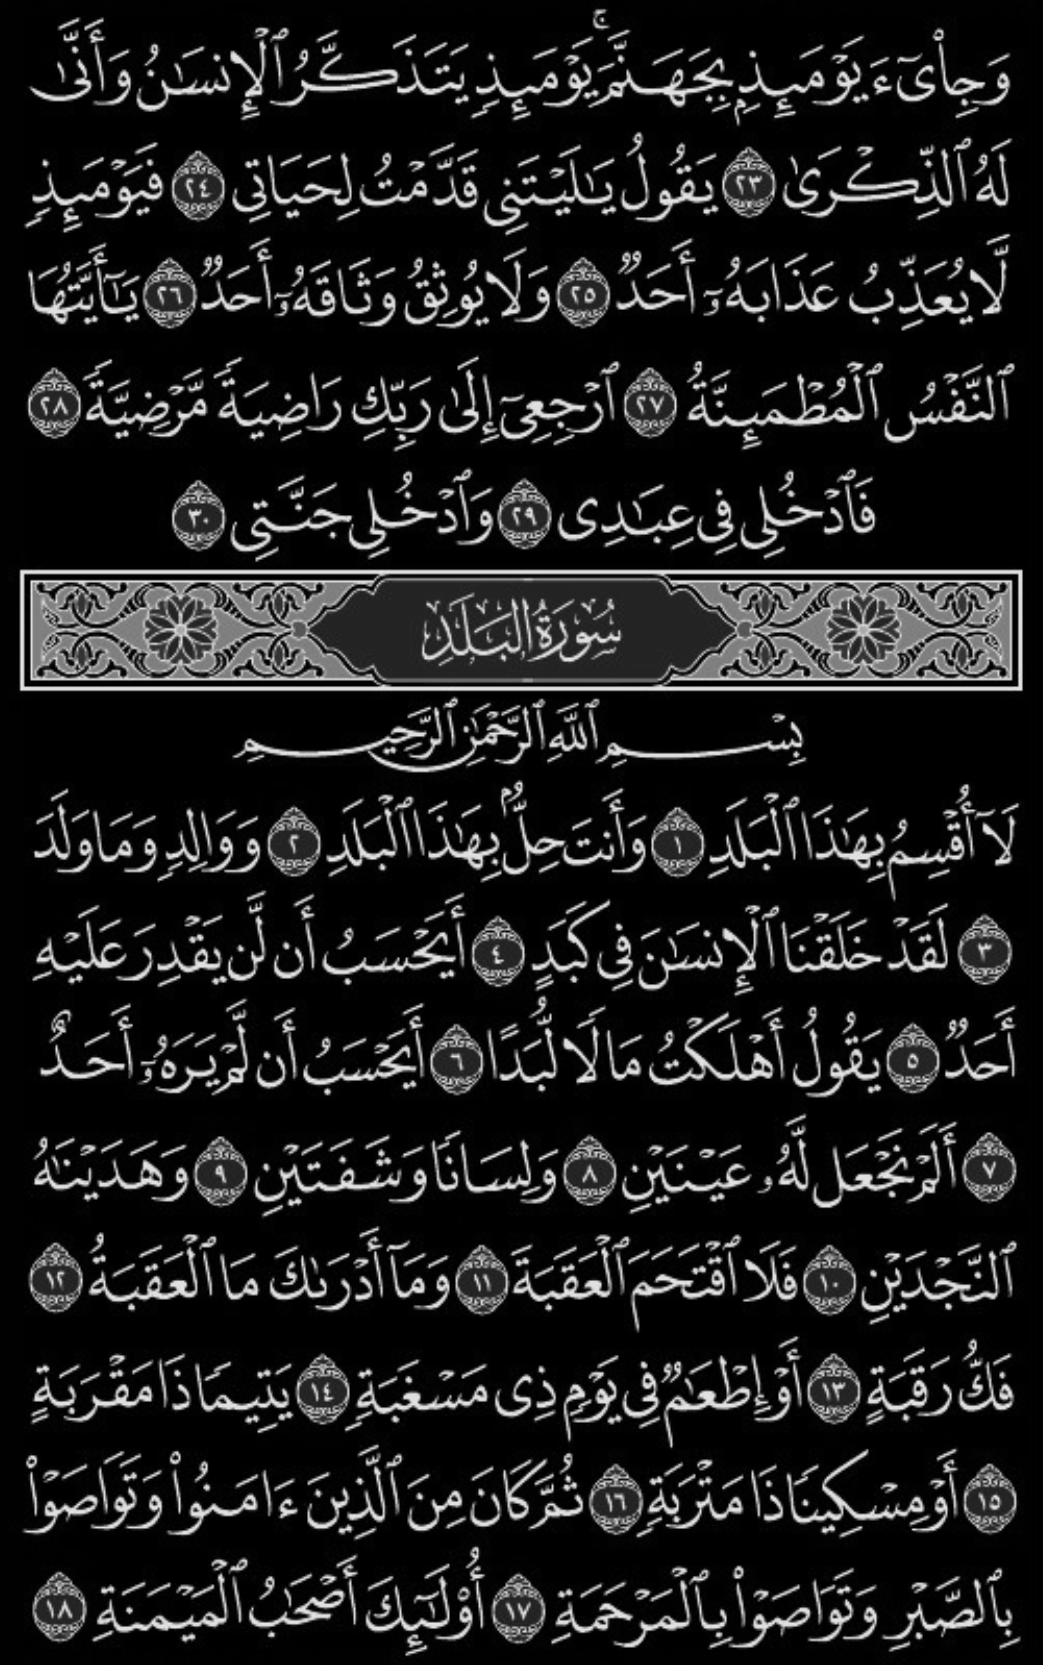 وَجِاْىٓءَ يَوْمَئِذٍۭ بِجَهَنَّمَۚ يَوْمَئِذٍ يَتَذَكَّرُ ٱلْإِنسَٰنُ وَأَنَّىٰ
لَهُ ٱلذِّكْرَىٰ ٢٣ يَقُولُ يَٰلَيْتَنِى قَدَّمْتُ لِحَيَاتِى ٢٤ فَيَوْمَئِذٍ
لَّا يُعَذِّبُ عَذَابَهُۥٓ أَحَدٌ ٢٥ وَلَا يُوثِقُ وَثَاقَهُۥٓ أَحَدٌ ٢٦ يَٰٓأَيَّتُهَا
ٱلنَّفْسُ ٱلْمُطْمَئِنَّةُ ٢٧ ٱرْجِعِىٓ إِلَىٰ رَبِّكِ رَاضِيَةً مَّرْضِيَّةً ٢٨
فَٱدْخُلِى فِى عِبَٰدِى ٢٩ وَٱدْخُلِى جَنَّتِى ٣٠
سُورَةُ البَلَدِ
بِسْمِ ٱللَّهِ ٱلرَّحْمَٰنِ ٱلرَّحِيمِ
لَآ أُقْسِمُ بِهَٰذَا ٱلْبَلَدِ ١ وَأَنتَ حِلٌّۢ بِهَٰذَا ٱلْبَلَدِ ٢ وَوَالِدٍ وَمَا وَلَدَ
٣ لَقَدْ خَلَقْنَا ٱلْإِنسَٰنَ فِى كَبَدٍ ٤ أَيَحْسَبُ أَن لَّن يَقْدِرَ عَلَيْهِ
أَحَدٌ ٥ يَقُولُ أَهْلَكْتُ مَالًا لُّبَدًا ٦ أَيَحْسَبُ أَن لَّمْ يَرَهُۥٓ أَحَدٌ
٧ أَلَمْ نَجْعَل لَّهُۥ عَيْنَيْنِ ٨ وَلِسَانًا وَشَفَتَيْنِ ٩ وَهَدَيْنَٰهُ
ٱلنَّجْدَيْنِ ١٠ فَلَا ٱقْتَحَمَ ٱلْعَقَبَةَ ١١ وَمَآ أَدْرَىٰكَ مَا ٱلْعَقَبَةُ ١٢
فَكُّ رَقَبَةٍ ١٣ أَوْ إِطْعَٰمٌ فِى يَوْمٍ ذِى مَسْغَبَةٍ ١٤ يَتِيمًا ذَا مَقْرَبَةٍ
١٥ أَوْ مِسْكِينًا ذَا مَتْرَبَةٍ ١٦ ثُمَّ كَانَ مِنَ ٱلَّذِينَ ءَامَنُوا۟ وَتَوَاصَوْا۟
بِٱلصَّبْرِ وَتَوَاصَوْا۟ بِٱلْمَرْحَمَةِ ١٧ أُو۟لَٰٓئِكَ أَصْحَٰبُ ٱلْمَيْمَنَةِ ١٨